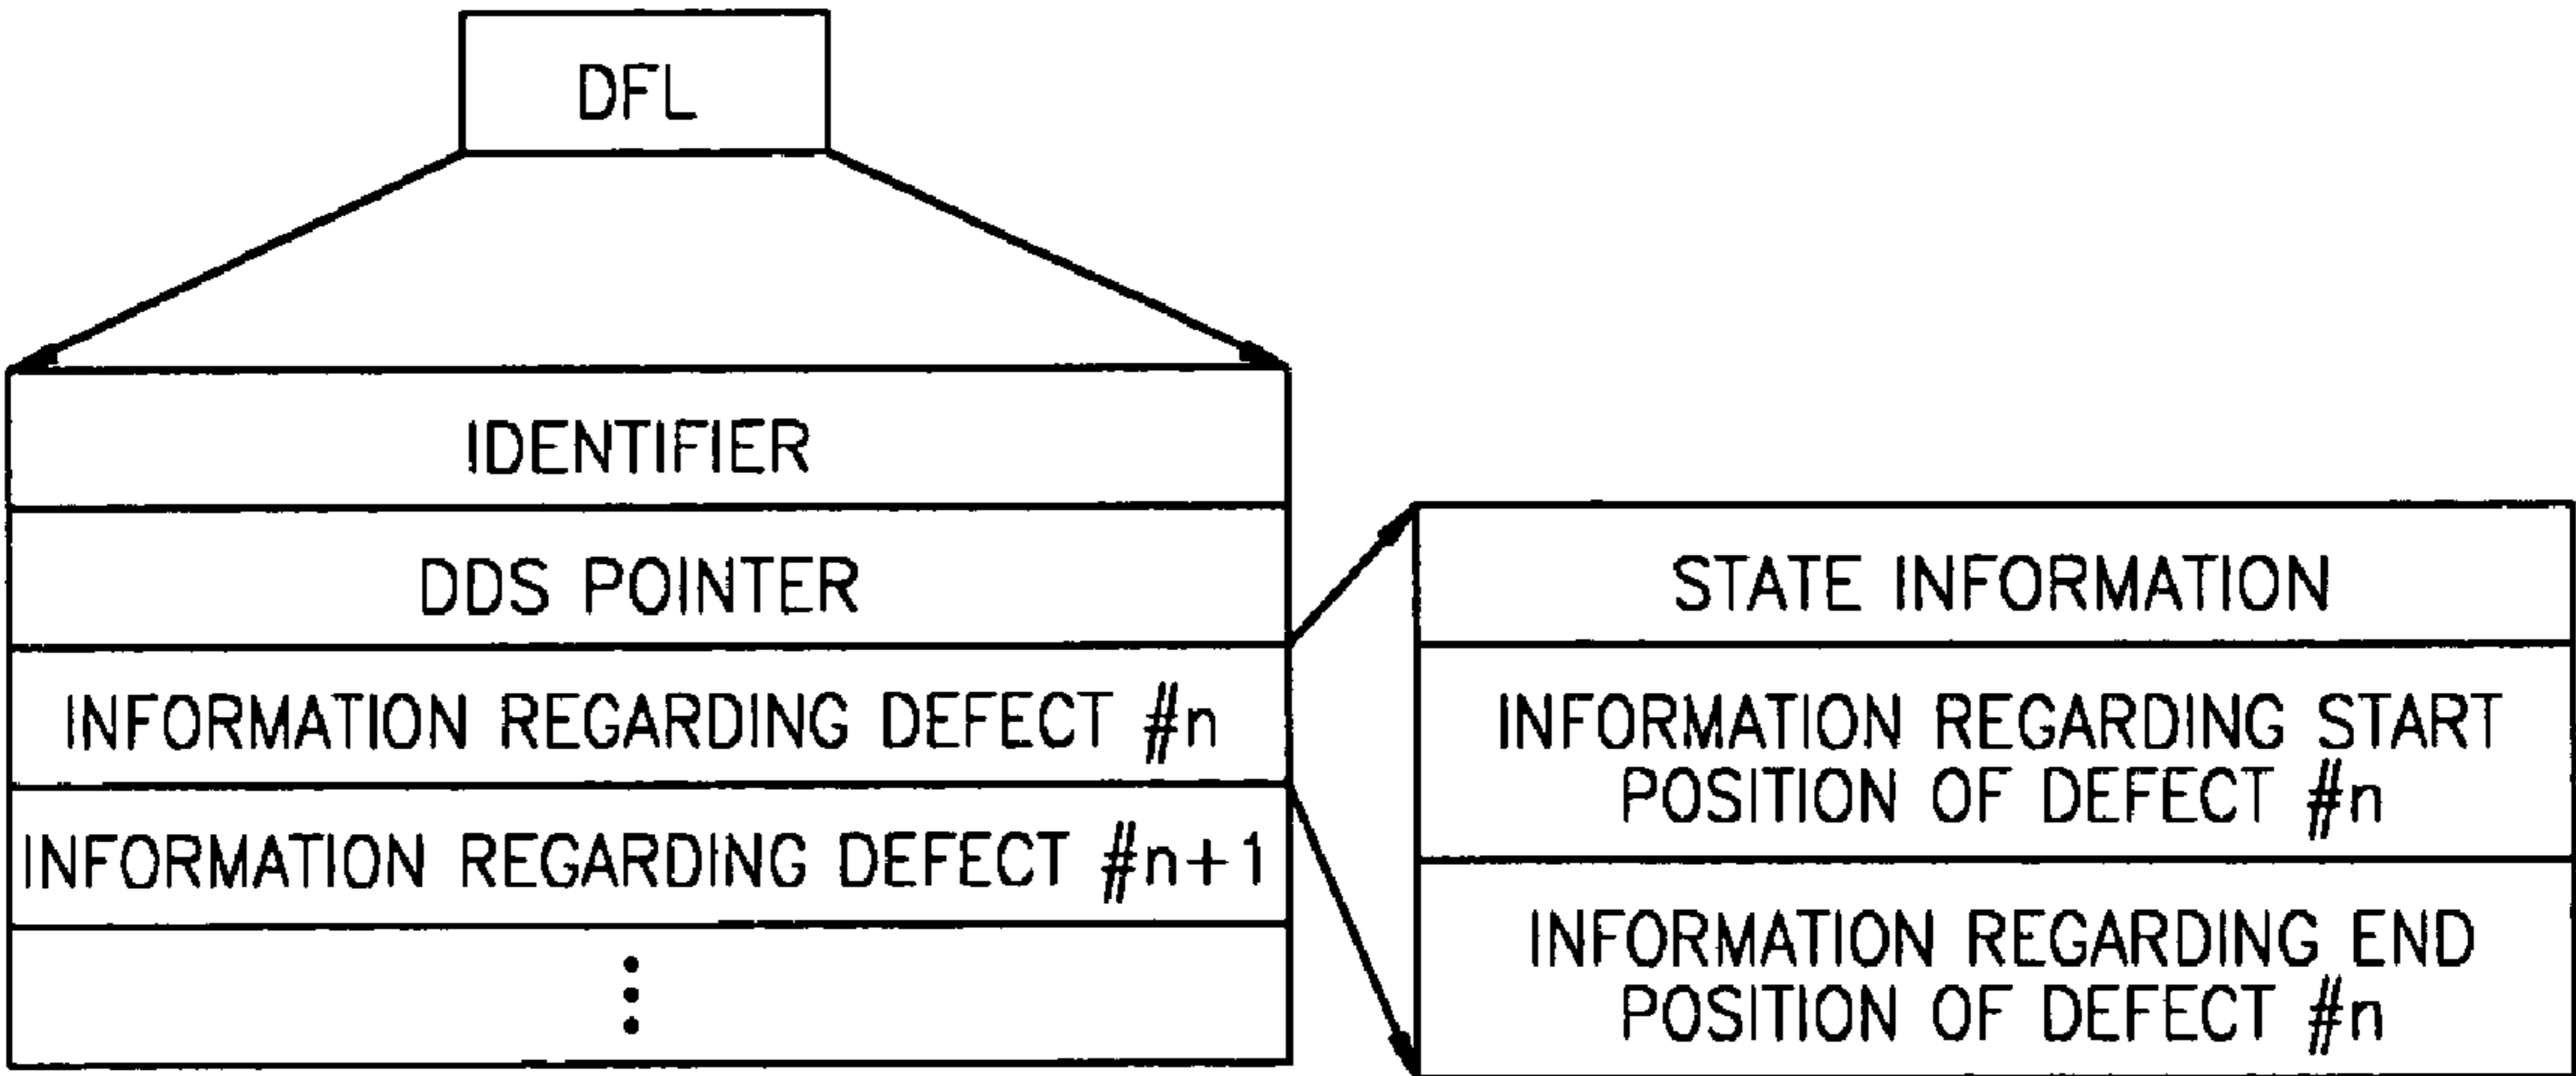 DFL
IDENTIFIER
DDS POINTER
INFORMATION REGARDING DEFECT #n
INFORMATION REGARDING DEFECT #n+1
STATE INFORMATION
INFORMATION REGARDING START
POSITION OF DEFECT #n
INFORMATION REGARDING END
POSITION OF DEFECT #n